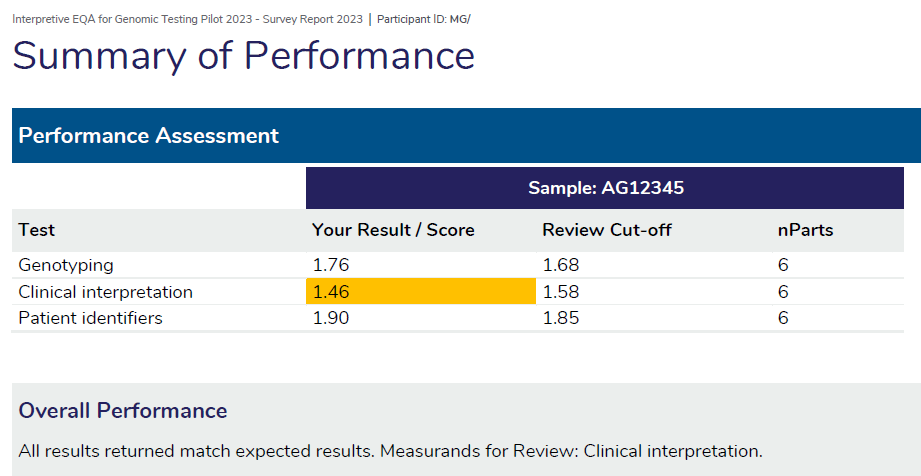 Interpretive EQA for Genomic Testing Pilot 2023 - Survey Report 2023 | Participant ID: MG/
Summary of Performance
Performance Assessment
Sample: AG12345
Test Your Result / Score Review Cut-off nParts
Genotyping 1.76 1.68 6
Clinical interpretation 1.46 1.58 6
Patient identifiers 1.90 1.85 6
Overall Performance
All results returned match expected results. Measurands for Review: Clinical interpretation.